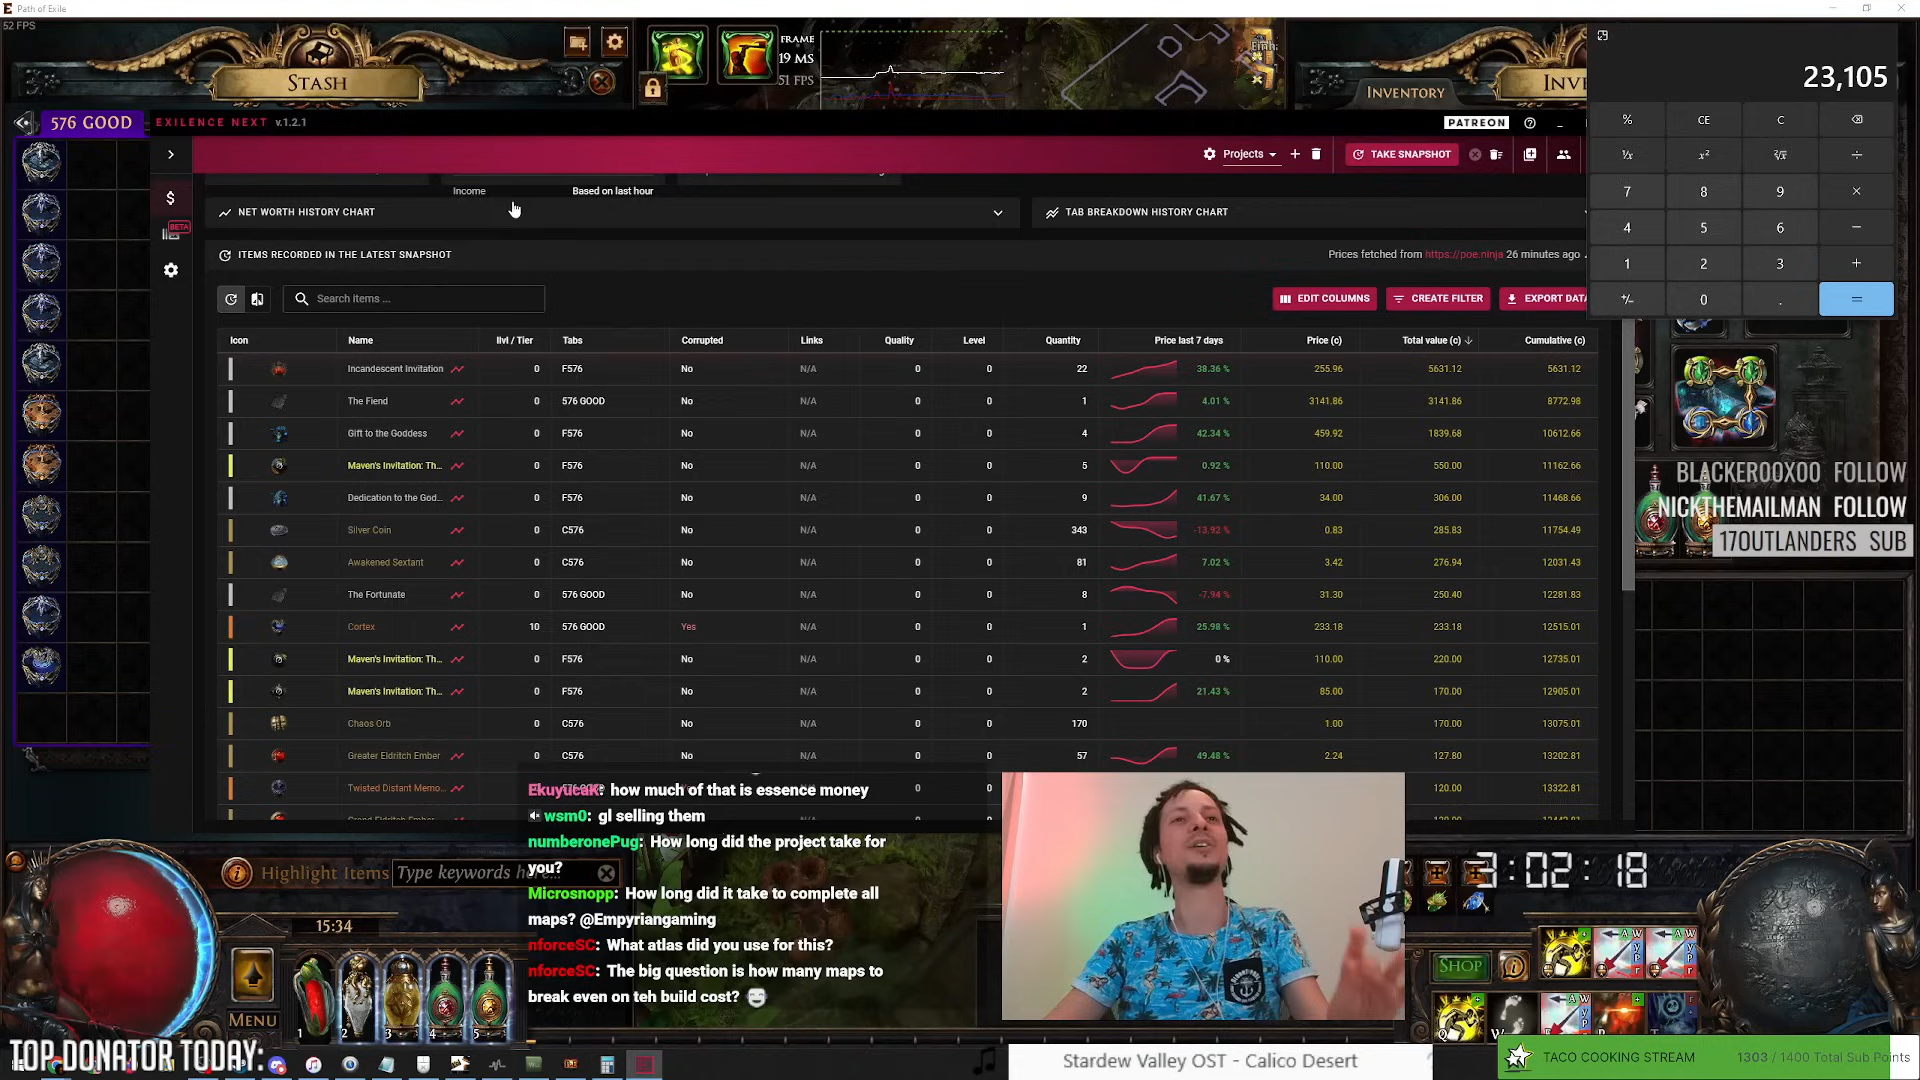 Path of Exile
52 FPS
STASH
FRAME
19 MS
51 FPS
INVENTORY
23,105
576 GOOD
EXILENCE NEXT v.1.2.1
PATREON
Projects
TAKE SNAPSHOT
Income
Based on last hour
BETA
NET WORTH HISTORY CHART
TAB BREAKDOWN HISTORY CHART
ITEMS RECORDED IN THE LATEST SNAPSHOT
Prices fetched from https://poe.ninja 26 minutes ago
Search items ...
EDIT COLUMNS
CREATE FILTER
EXPORT DATA
% CE C
7 8 9 ×
4 5 6 −
1 2 3 +
+/- 0 . =
Icon Name Ilvl / Tier Tabs Corrupted Links Quality Level Quantity Price last 7 days Price (c) Total value (c) Cumulative (c)
Incandescent Invitation 0 F576 No N/A 0 0 22 38.36 % 255.96 5631.12 5631.12
The Fiend 0 576 GOOD No N/A 0 0 1 4.01 % 3141.86 3141.86 8772.98
Gift to the Goddess 0 F576 No N/A 0 0 4 42.34 % 459.92 1839.68 10612.66
Maven's Invitation: Th... 0 F576 No N/A 0 0 5 0.92 % 110.00 550.00 11162.66
Dedication to the God... 0 F576 No N/A 0 0 9 41.67 % 34.00 306.00 11468.66
Silver Coin 0 C576 No N/A 0 0 343 -13.92 % 0.83 285.83 11754.49
Awakened Sextant 0 C576 No N/A 0 0 81 7.02 % 3.42 276.94 12031.43
The Fortunate 0 576 GOOD No N/A 0 0 8 -7.94 % 31.30 250.40 12281.83
Cortex 10 576 GOOD Yes N/A 0 0 1 25.98 % 233.18 233.18 12515.01
Maven's Invitation: Th... 0 F576 No N/A 0 0 2 0 % 110.00 220.00 12735.01
Maven's Invitation: Th... 0 F576 No N/A 0 0 2 21.43 % 85.00 170.00 12905.01
Chaos Orb 0 C576 No N/A 0 0 170 1.00 170.00 13075.01
Greater Eldritch Ember 0 C576 No N/A 0 0 57 49.48 % 2.24 127.80 13202.81
Twisted Distant Memo... 0 120.00 13322.81
BLACKEROOXOO FOLLOW
NICKTHEMAILMAN FOLLOW
17OUTLANDERS SUB
EkuyucaK: how much of that is essence money
wsm0: gl selling them
numberonePug: How long did the project take for
you?
Microsnopp: How long did it take to complete all
maps? @Empyriangaming
nforceSC: What atlas did you use for this?
nforceSC: The big question is how many maps to
break even on teh build cost?
Highlight Items
Type keywords
15:34
MENU
1 2 3 4 5
3:02:18
SHOP
TOP DONATOR TODAY:
Stardew Valley OST - Calico Desert
TACO COOKING STREAM
1303 / 1400 Total Sub Points